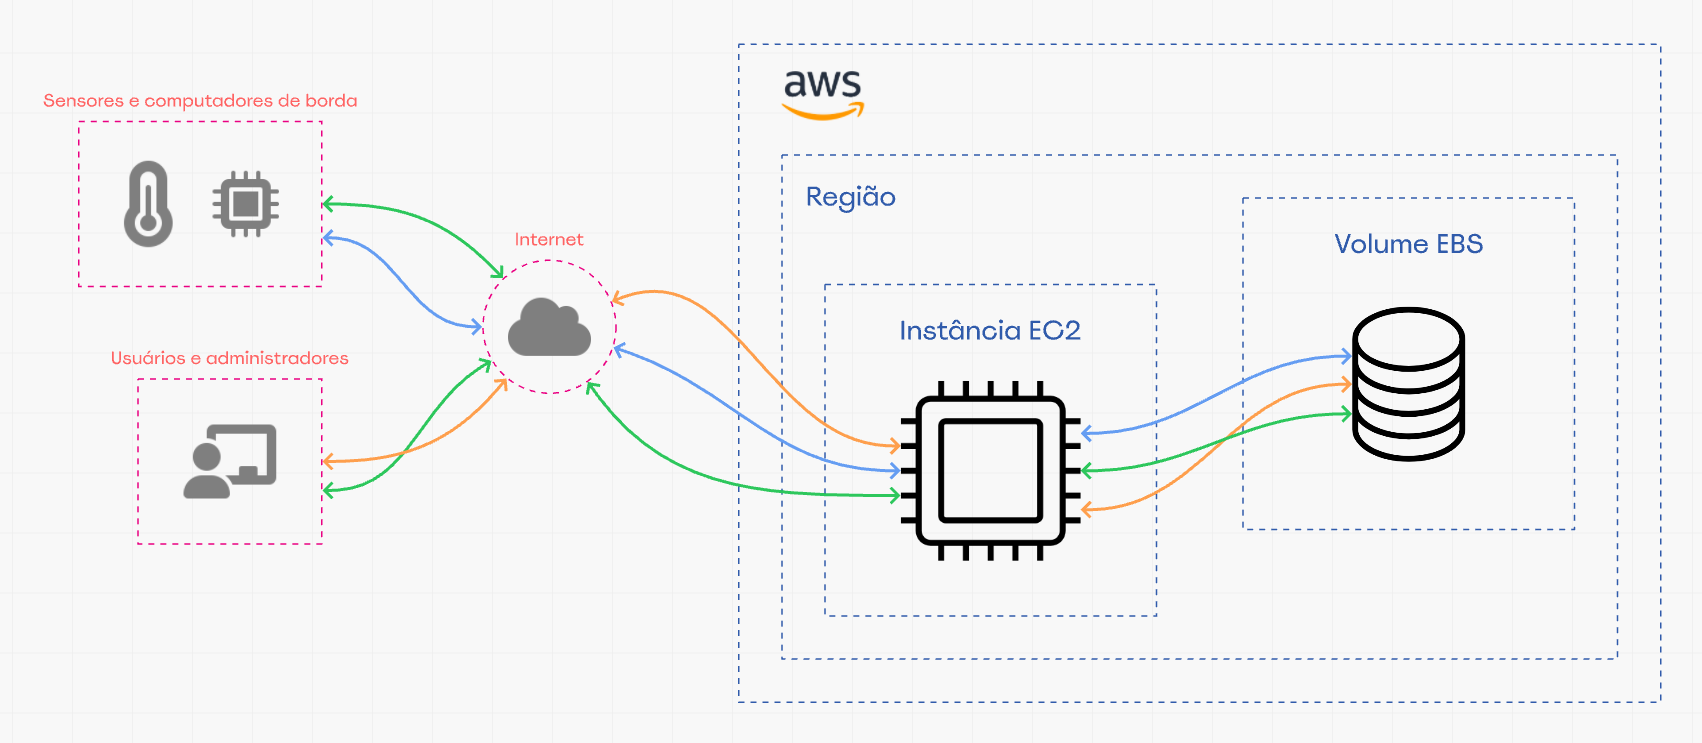 aws
Sensores e computadores de borda
Região
Internet
Volume EBS
Instância EC2
Usuários e administradores